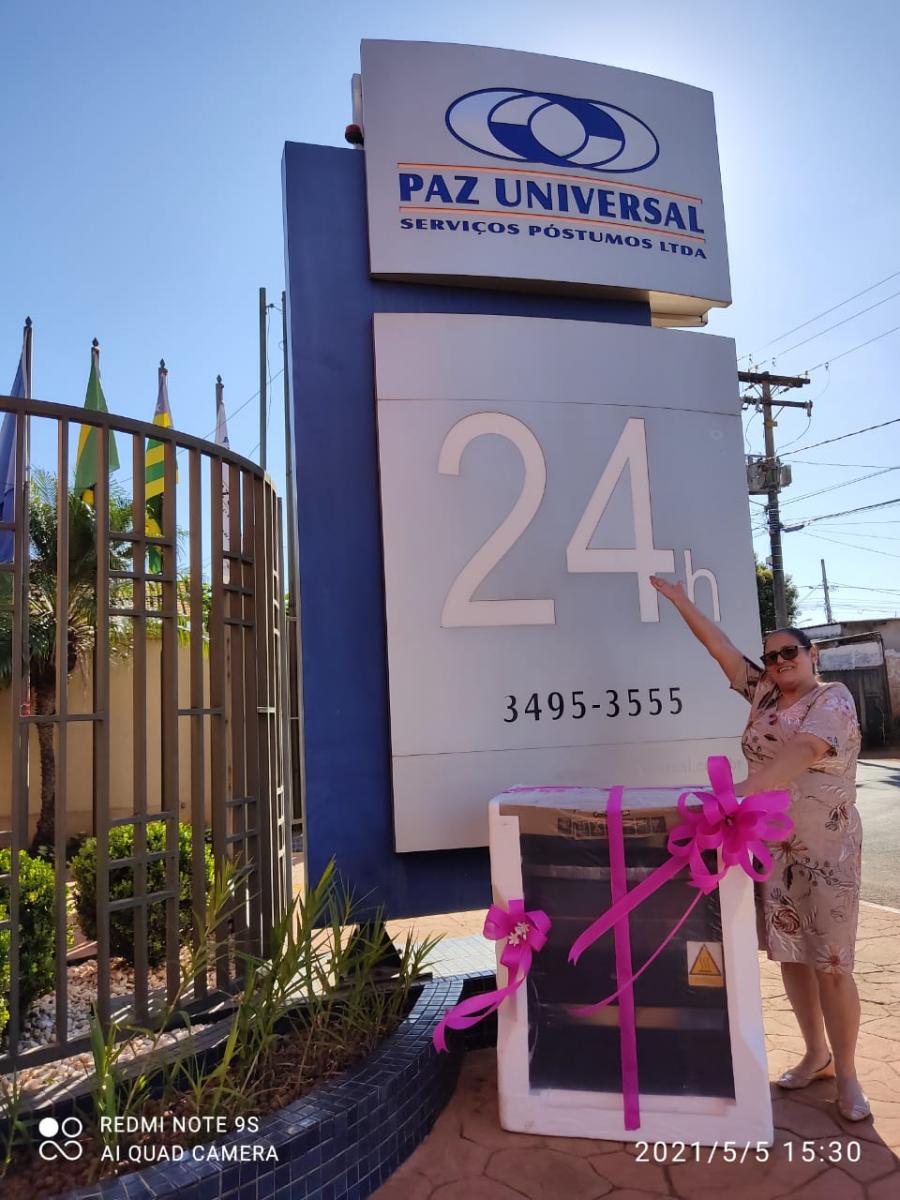 PAZ UNIVERSAL
SERVIÇOS PÓSTUMOS LTDA
24h
3495-3555
REDMI NOTE 9S
AI QUAD CAMERA
2021/5/5 15:30